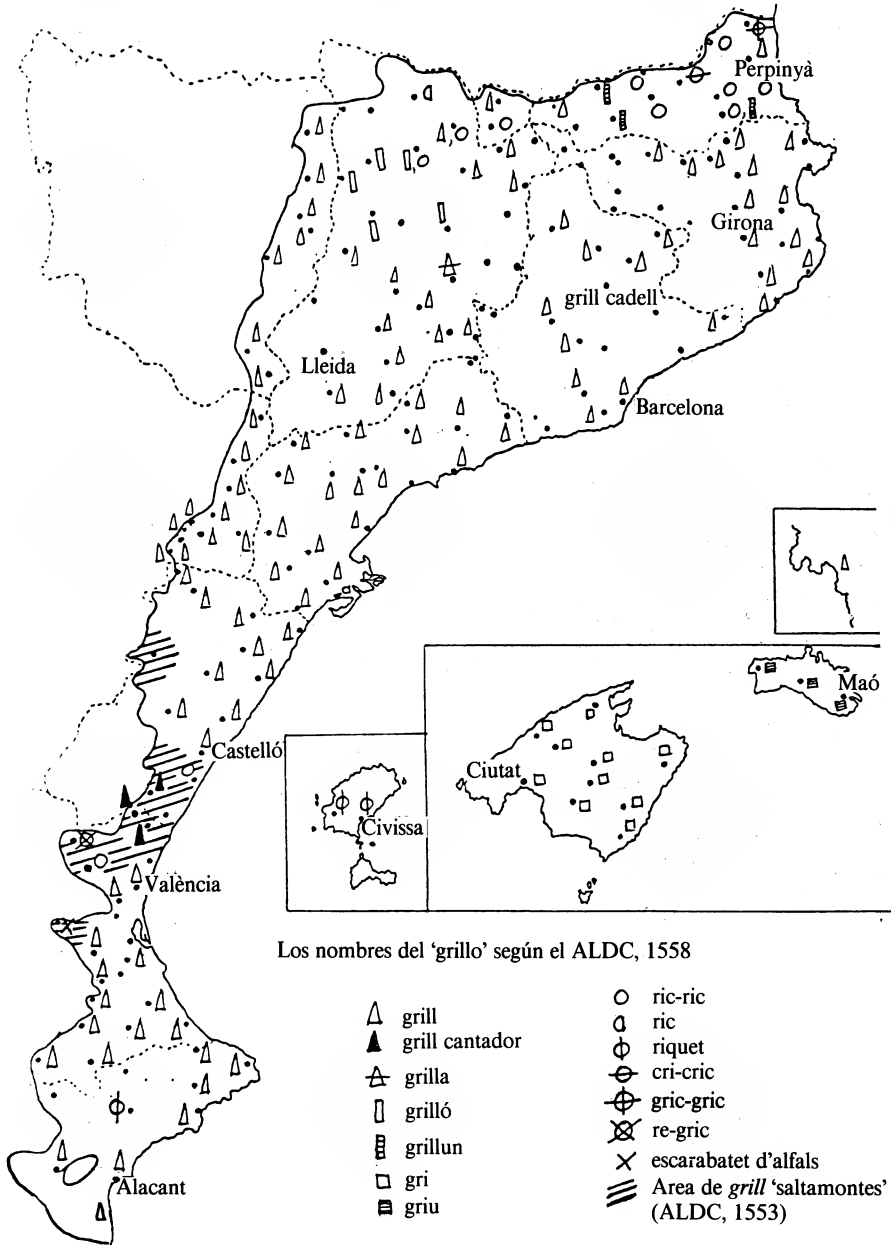 Perpinyà
Girona
grill cadell
Lleida
Barcelona
Maó
Castelló
Ciutat
Civissa
València
Alacant
Los nombres del ‘grillo’ según el ALDC, 1558
grill
grill cantador
grilla
grilló
grillun
gri
griu
ric-ric
ric
riquet
cri-cric
gric-gric
re-gric
escarabatet d'alfals
Area de grill ‘saltamontes’
(ALDC, 1553)